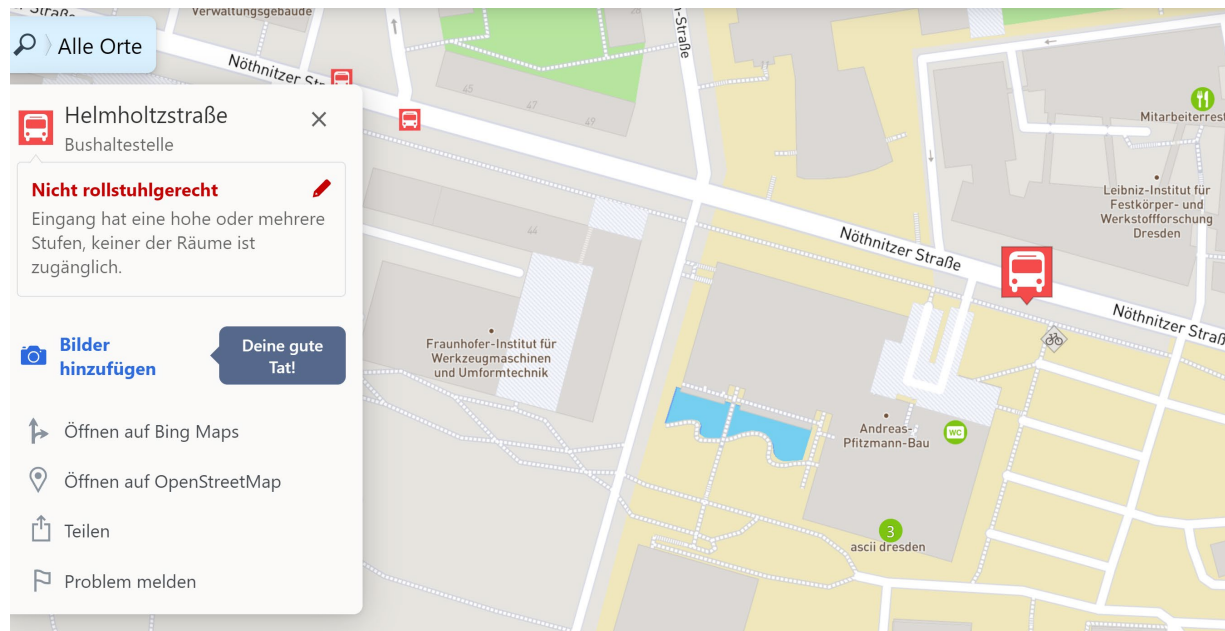 Straße
Verwaltungsgebäude
Alle Orte
Nöthnitzer Str
Helmholtzstraße
Bushaltestelle
Nicht rollstuhlgerecht
Eingang hat eine hohe oder mehrere
Stufen, keiner der Räume ist
zugänglich.
Bilder
hinzufügen
Deine gute
Tat!
Öffnen auf Bing Maps
Öffnen auf OpenStreetMap
Teilen
Problem melden
n-Straße
26
45
47
49
44
Mitarbeiterrest
Leibniz-Institut für
Festkörper- und
Werkstoffforschung
Dresden
Nöthnitzer Straße
Nöthnitzer Straß
Fraunhofer-Institut für
Werkzeugmaschinen
und Umformtechnik
Andreas-
Pfitzmann-Bau
WC
3
ascii dresden